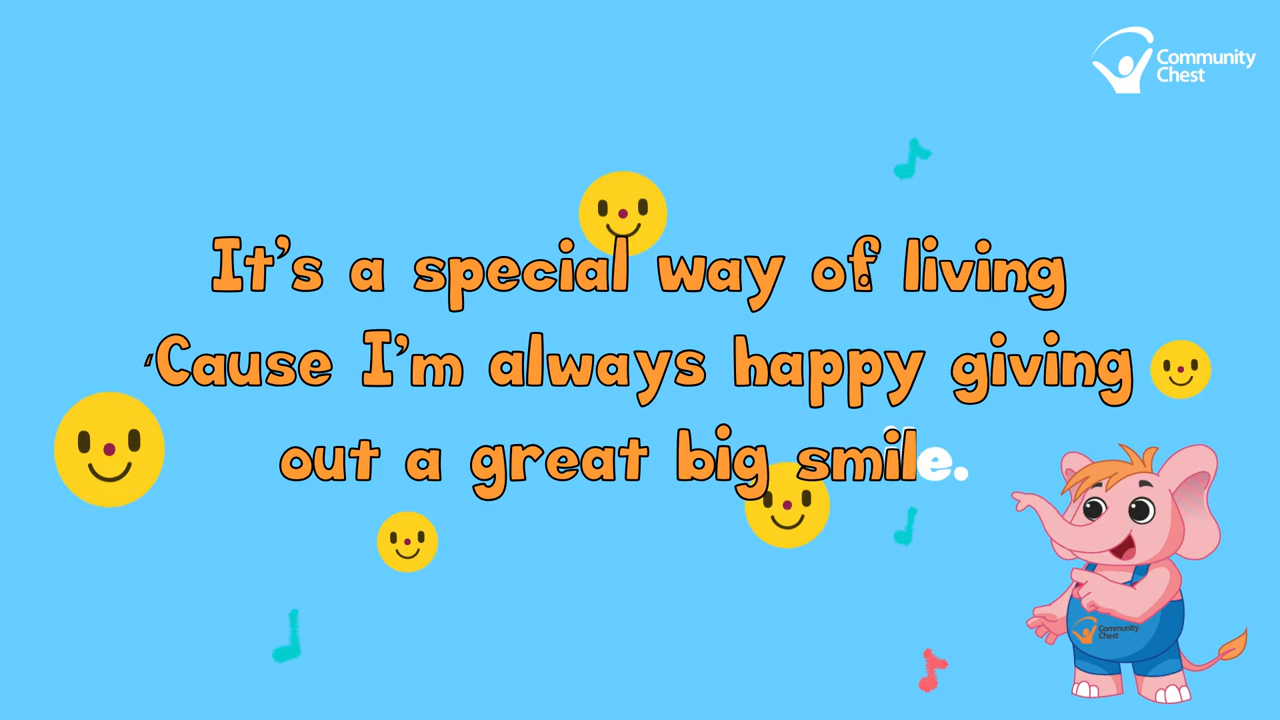 Community
Chest
It's a special way of living
'Cause I'm always happy giving
out a great big smile.
Community
Chest